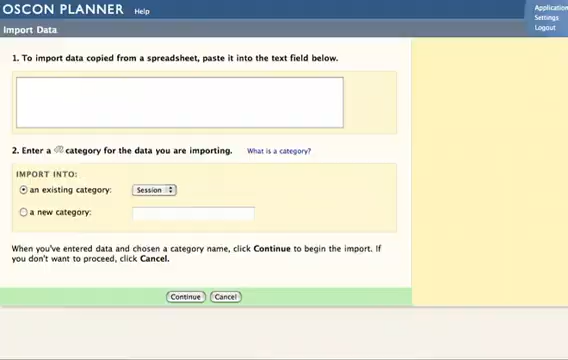 OSCON PLANNER Help
Application
Settings
Logout
Import Data
1. To import data copied from a spreadsheet, paste it into the text field below.
2. Enter a category for the data you are importing. What is a category?
IMPORT INTO:
an existing category: Session
a new category:
When you've entered data and chosen a category name, click Continue to begin the import. If
you don't want to proceed, click Cancel.
Continue Cancel